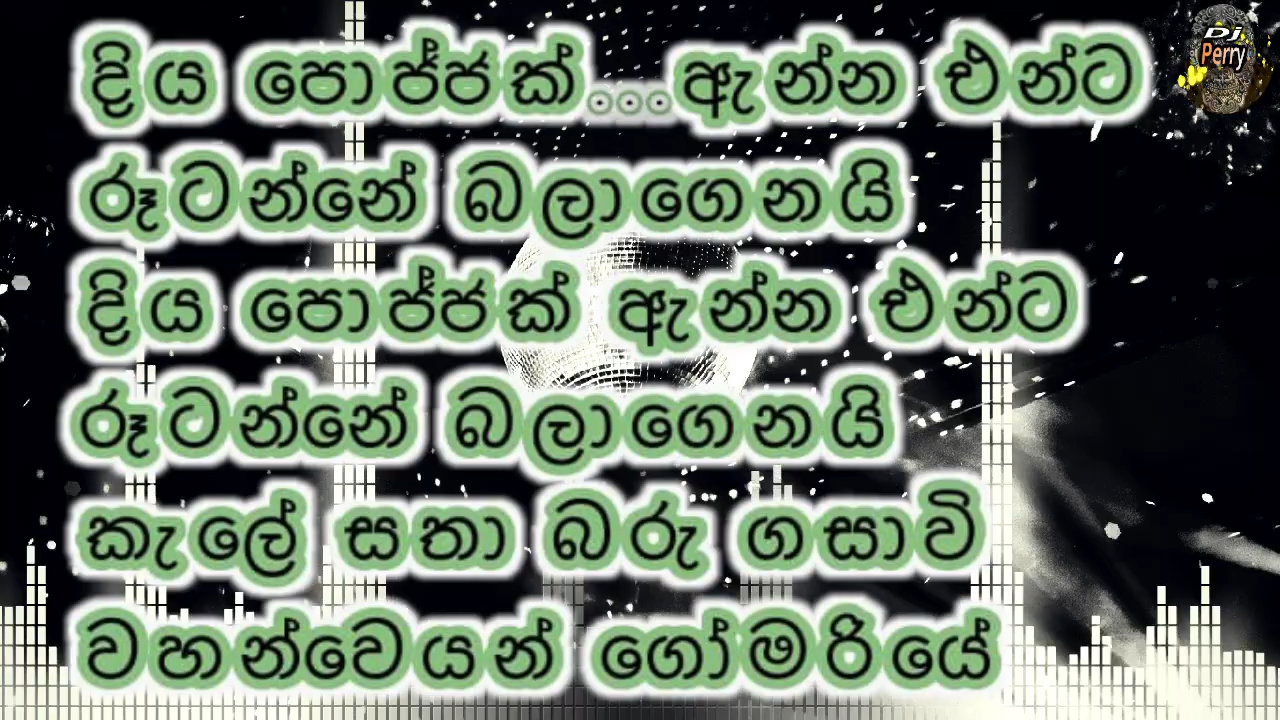 දිය පොජ්ජක්...ඇන්න එන්ට
රූටන්නේ බලාගෙනයි
දිය පොජ්ජක් ඇන්න එන්ට
රූටන්නේ බලාගෙනයි
කැලේ සතා බරු ගසාවි
වහන්වෙයන් ගෝමරියේ
DJ
Perry